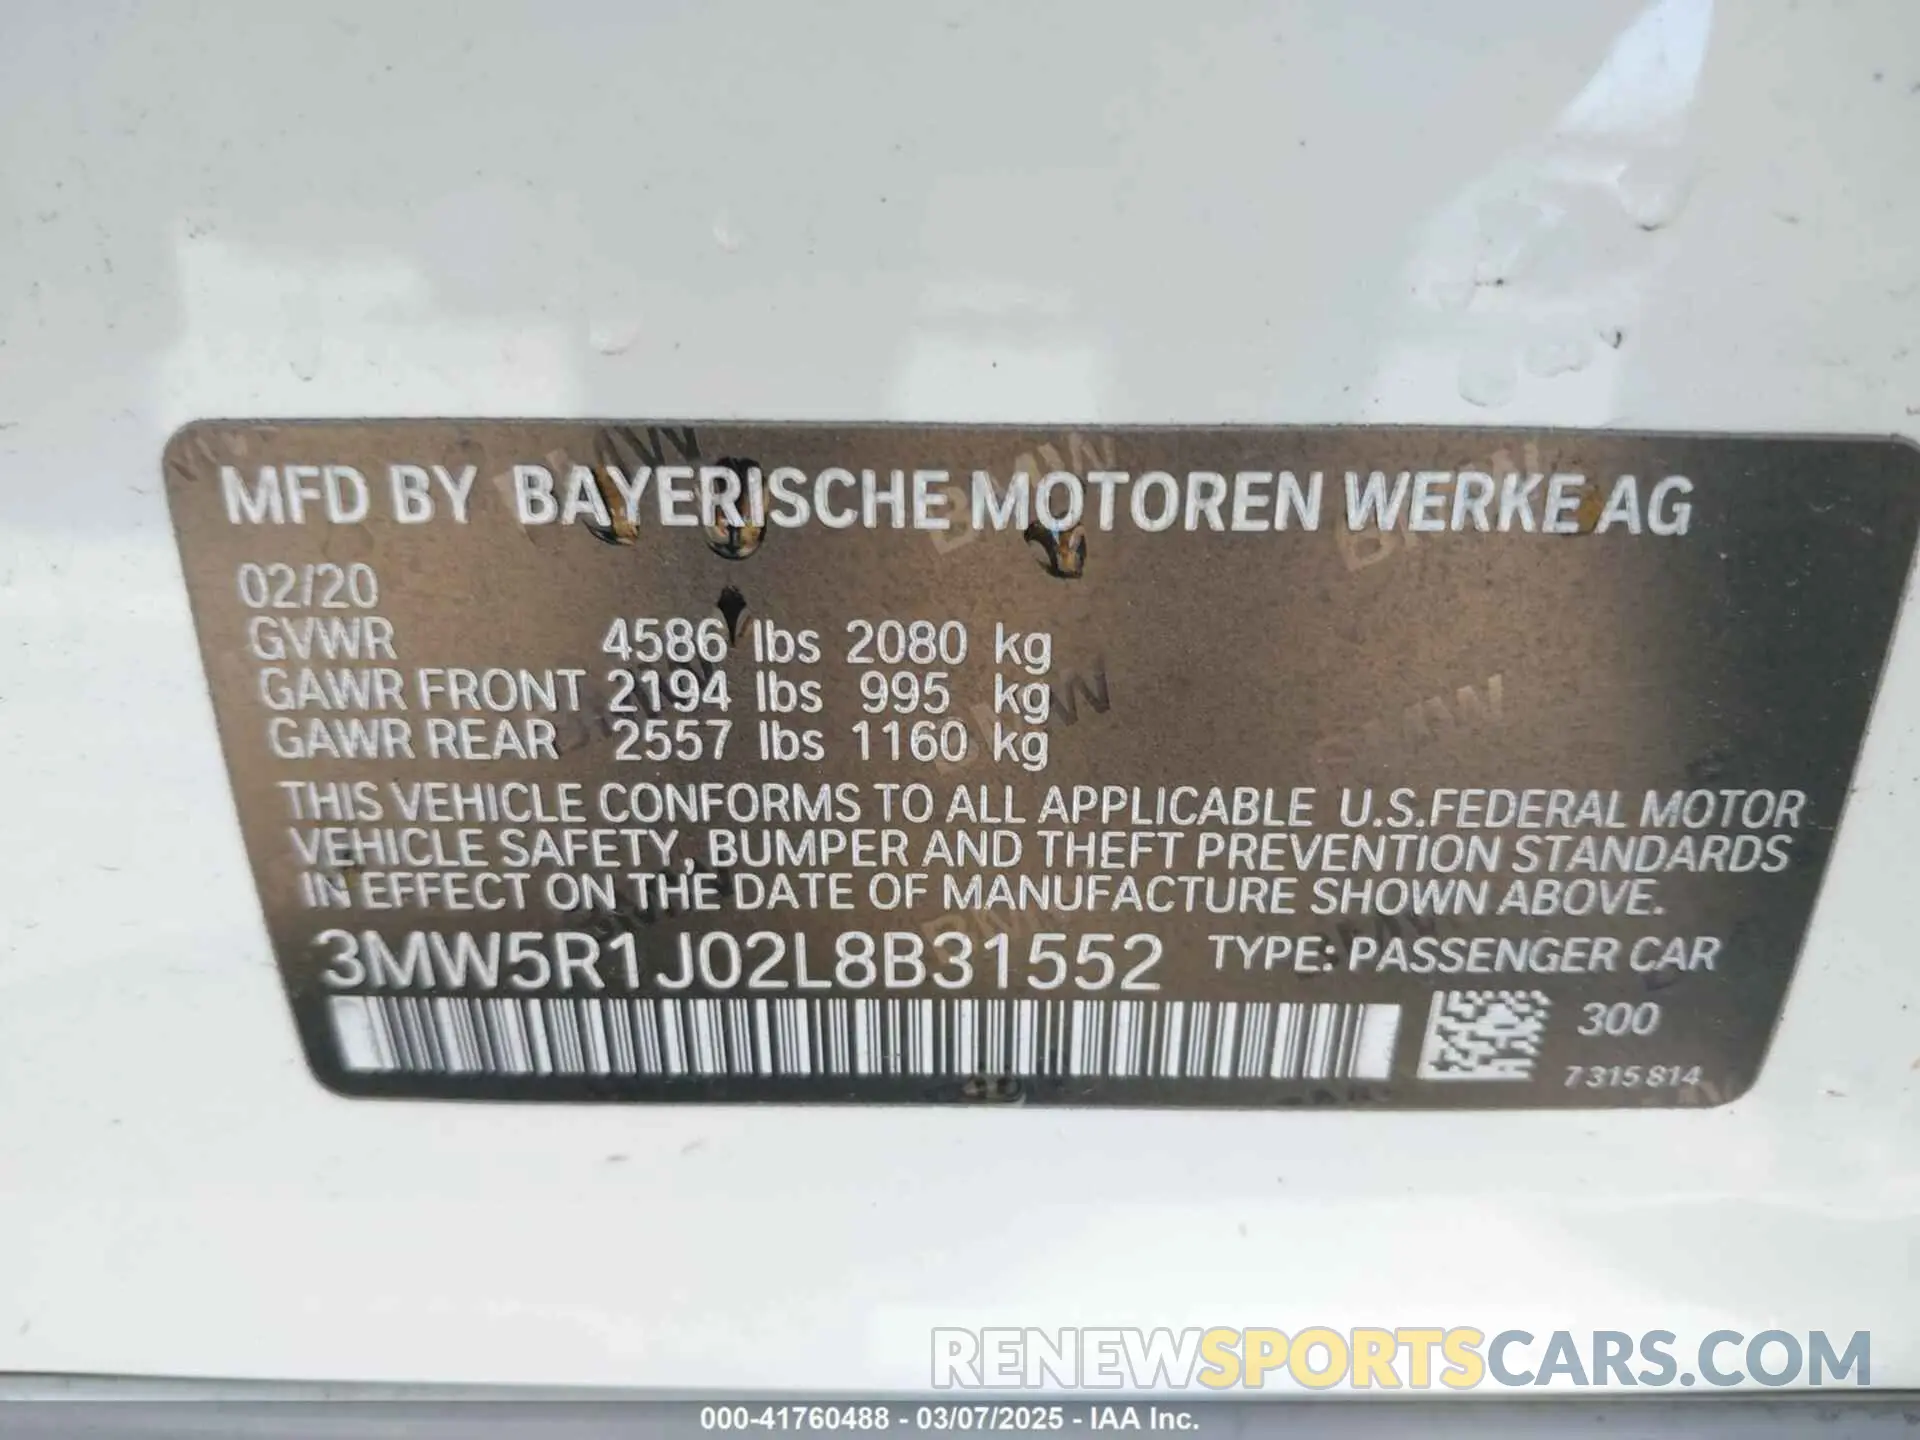 MFD BY BAYERISCHE MOTOREN WERKE AG
02/20
GVWR 4586 lbs 2080 kg
GAWR FRONT 2194 lbs 995 kg
GAWR REAR 2557 lbs 1160 kg
THIS VEHICLE CONFORMS TO ALL APPLICABLE U.S.FEDERAL MOTOR
VEHICLE SAFETY, BUMPER AND THEFT PREVENTION STANDARDS
IN EFFECT ON THE DATE OF MANUFACTURE SHOWN ABOVE.
3MW5R1J02L8B31552 TYPE: PASSENGER CAR
300
7 315 814
RENEWSPORTSCARS.COM
000-41760488 - 03/07/2025 - IAA Inc.